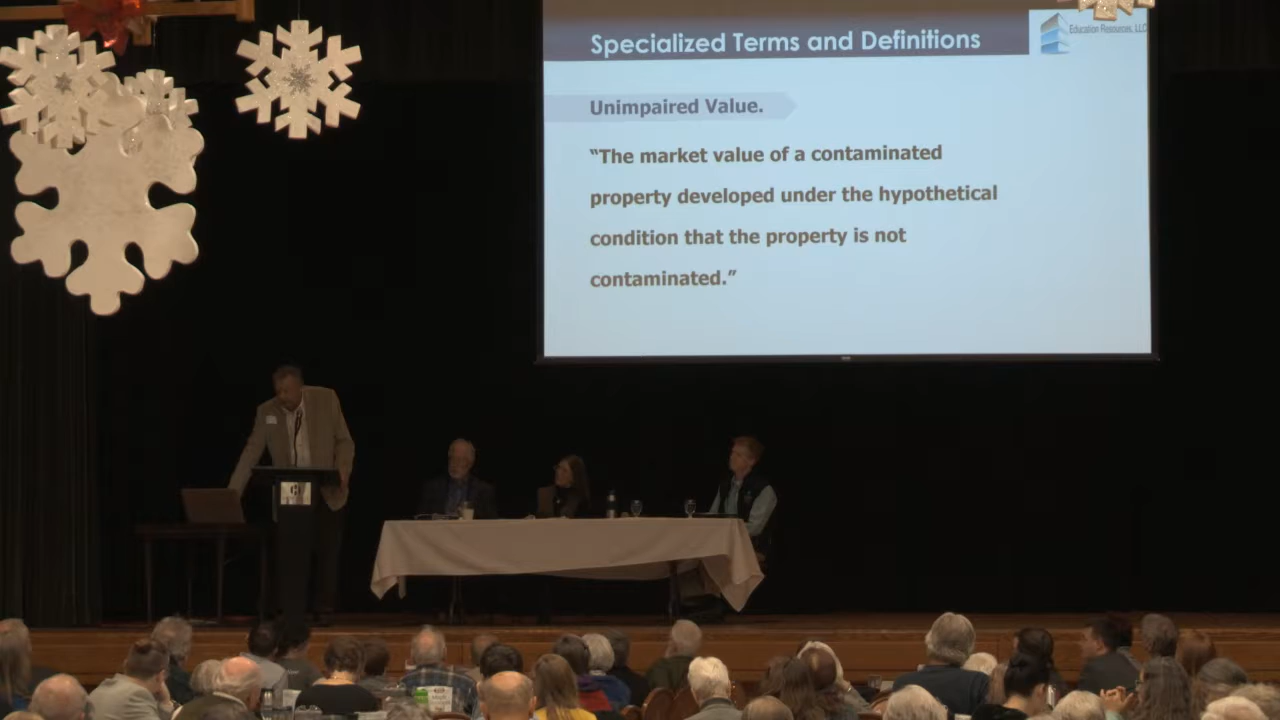 Specialized Terms and Definitions
Education Resources, LLC
Unimpaired Value.
“The market value of a contaminated
property developed under the hypothetical
condition that the property is not
contaminated.”